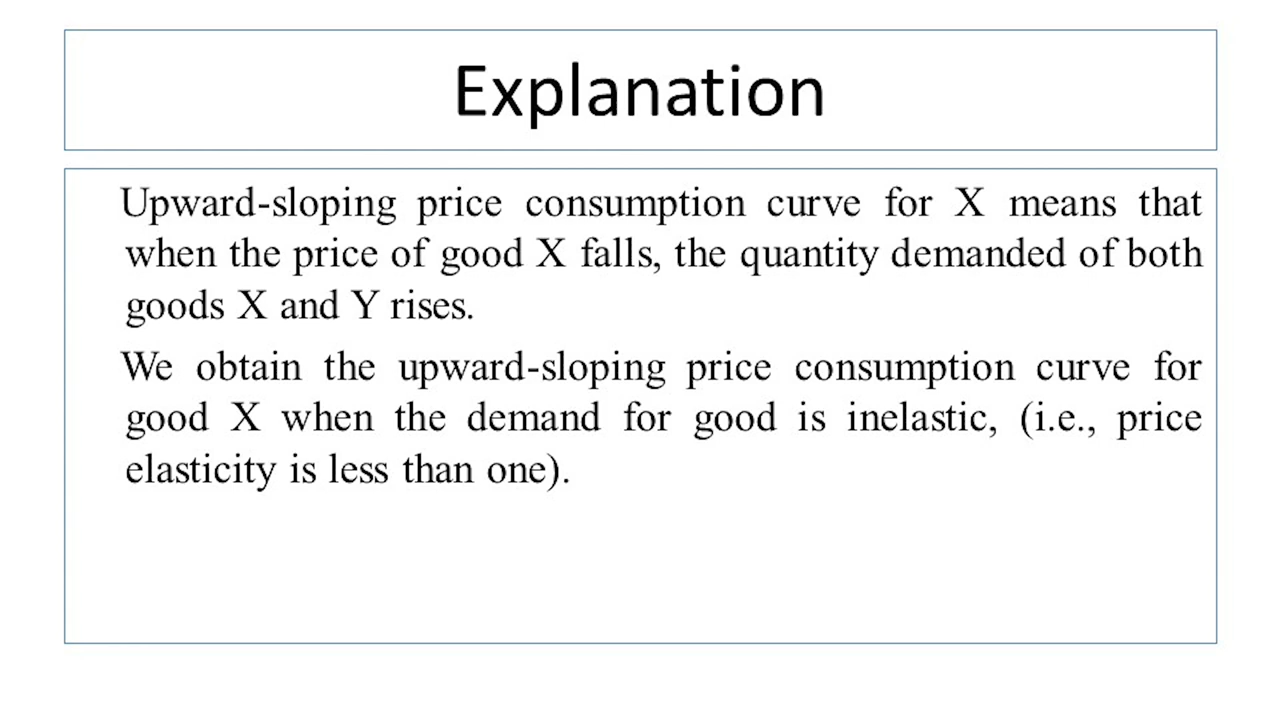 Explanation
Upward-sloping price consumption curve for X means that
when the price of good X falls, the quantity demanded of both
goods X and Y rises.
We obtain the upward-sloping price consumption curve for
good X when the demand for good is inelastic, (i.e., price
elasticity is less than one).